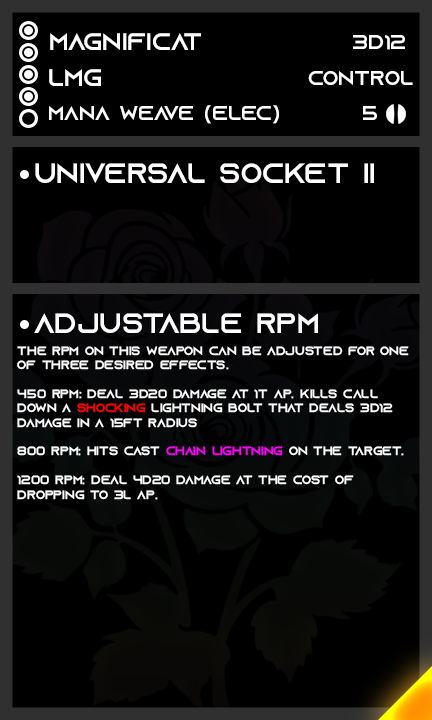 MAGNIFICAT 3D12
LMG CONTROL
MANA WEAVE (ELEC) 5
•UNIVERSAL SOCKET II
•ADJUSTABLE RPM
THE RPM ON THIS WEAPON CAN BE ADJUSTED FOR ONE
OF THREE DESIRED EFFECTS.
450 RPM: DEAL 3D20 DAMAGE AT 1T AP. KILLS CALL
DOWN A SHOCKING LIGHTNING BOLT THAT DEALS 3D12
DAMAGE IN A 15FT RADIUS
800 RPM: HITS CAST CHAIN LIGHTNING ON THE TARGET.
1200 RPM: DEAL 4D20 DAMAGE AT THE COST OF
DROPPING TO 3L AP.